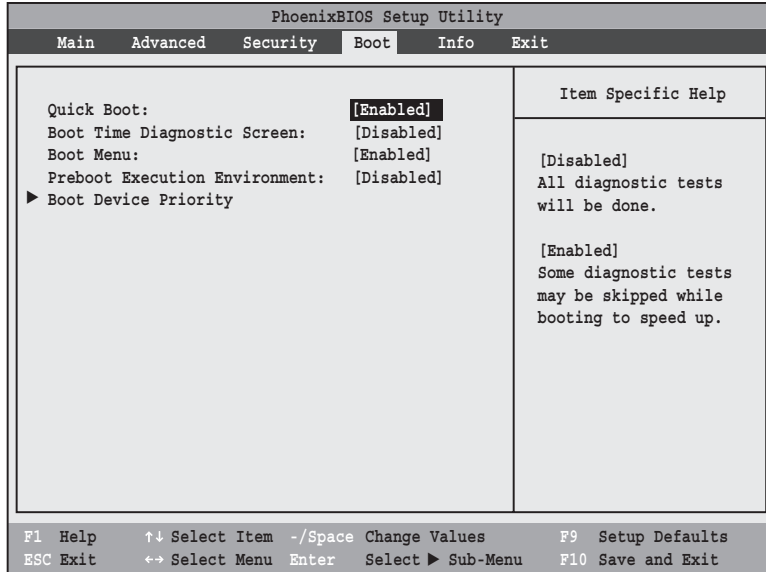 PhoenixBIOS Setup Utility
Main Advanced Security Boot Info Exit
Quick Boot: [Enabled]
Boot Time Diagnostic Screen: [Disabled]
Boot Menu: [Enabled]
Preboot Execution Environment: [Disabled]
▶ Boot Device Priority
Item Specific Help
[Disabled]
All diagnostic tests
will be done.
[Enabled]
Some diagnostic tests
may be skipped while
booting to speed up.
F1 Help ↑↓ Select Item -/Space Change Values F9 Setup Defaults
ESC Exit ←→ Select Menu Enter Select ▶ Sub-Menu F10 Save and Exit